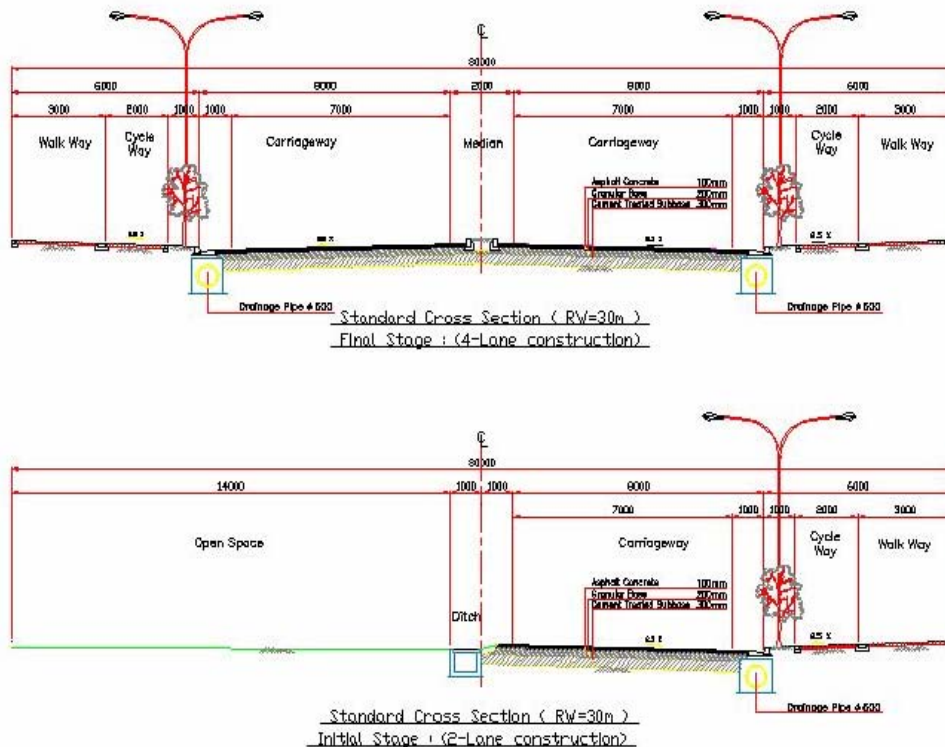 ℄
30000
6000 8000 2000 8000 6000
3000 2000 1000 1000 7000 7000 1000 1000 2000 3000
Walk Way Cycle Way Carriageway Median Carriageway Cycle Way Walk Way
Asphalt Concrete 100mm
Granular Base 200mm
Cement Treated Subbase 300mm
Drainage Pipe Drainage Pipe
Standard Cross Section ( RW=30m )
Final Stage : (4-Lane construction)
℄
30000
14000 1000 1000 8000 6000
7000 1000 1000 2000 3000
Open Space Carriageway Cycle Way Walk Way
Asphalt Concrete 100mm
Granular Base 200mm
Cement Treated Subbase 300mm
Ditch
Drainage Pipe
Standard Cross Section ( RW=30m )
Initial Stage : (2-Lane construction)